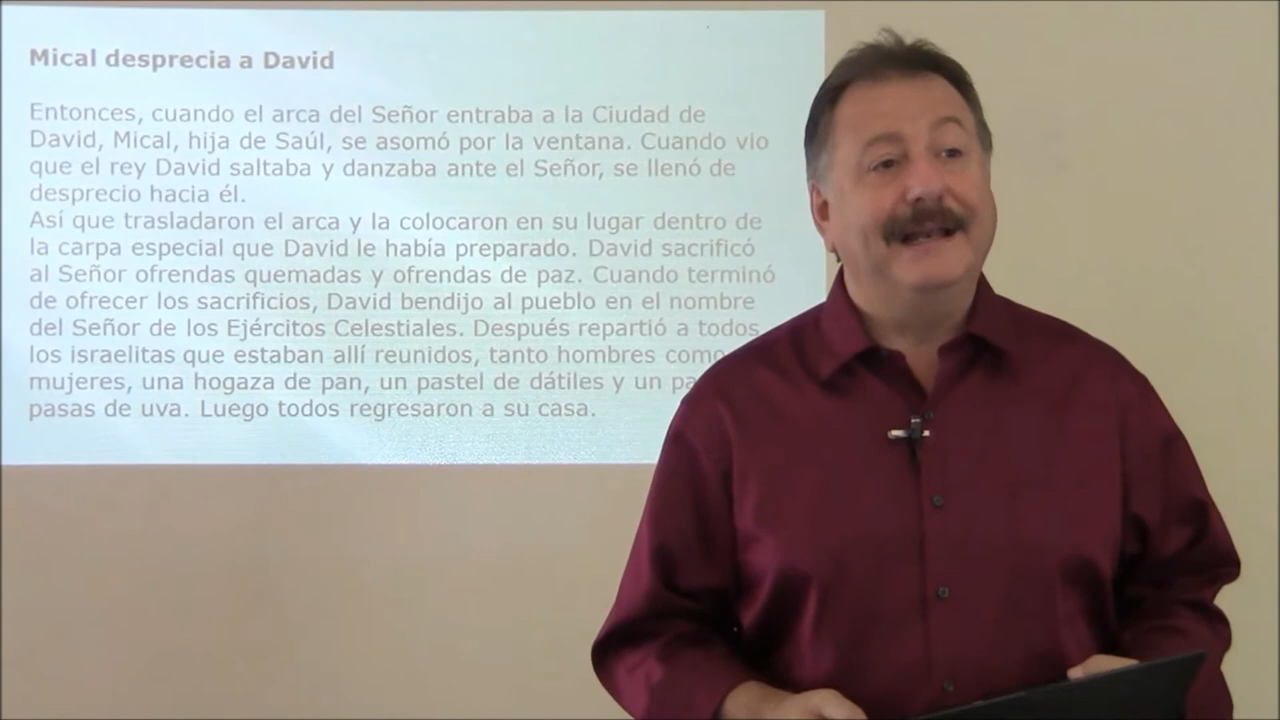 Mical desprecia a David
Entonces, cuando el arca del Señor entraba a la Ciudad de
David, Mical, hija de Saúl, se asomó por la ventana. Cuando vio
que el rey David saltaba y danzaba ante el Señor, se llenó de
desprecio hacia él.
Así que trasladaron el arca y la colocaron en su lugar dentro de
la carpa especial que David le había preparado. David sacrificó
al Señor ofrendas quemadas y ofrendas de paz. Cuando terminó
de ofrecer los sacrificios, David bendijo al pueblo en el nombre
del Señor de los Ejércitos Celestiales. Después repartió a todos
los israelitas que estaban allí reunidos, tanto hombres como
mujeres, una hogaza de pan, un pastel de dátiles y un
pasas de uva. Luego todos regresaron a su casa.